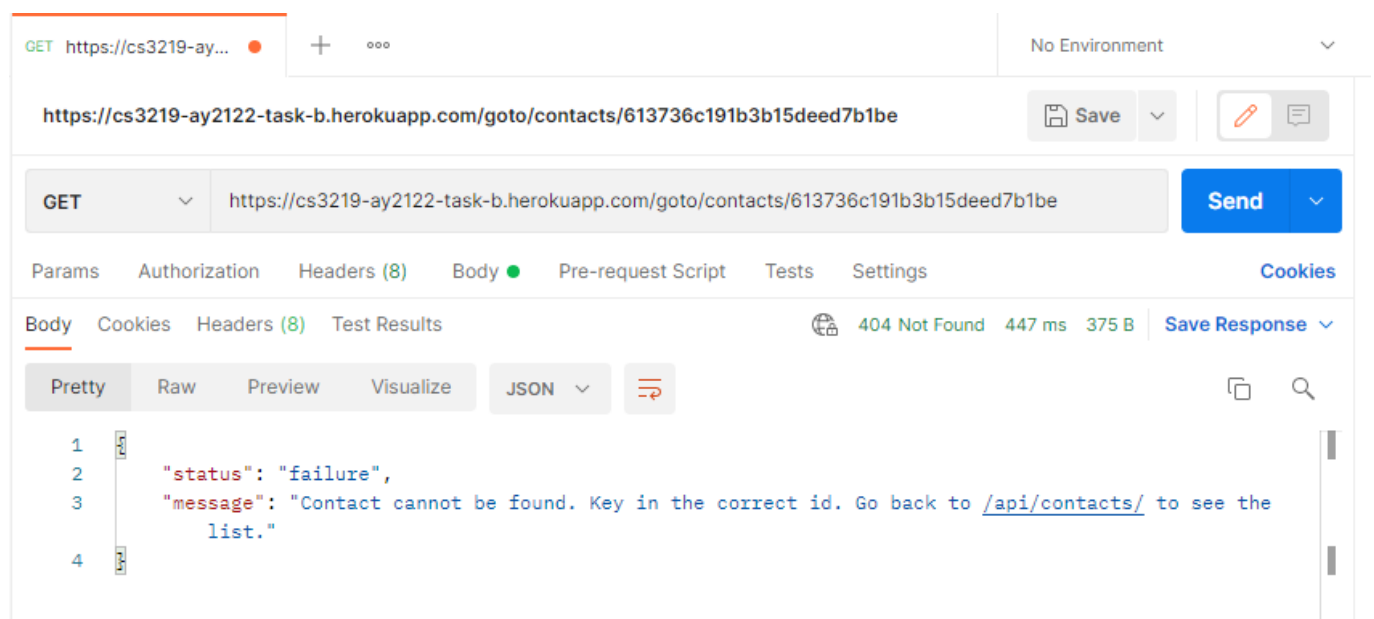 GET https://cs3219-ay... No Environment
https://cs3219-ay2122-task-b.herokuapp.com/goto/contacts/613736c191b3b15deed7b1be Save
GET https://cs3219-ay2122-task-b.herokuapp.com/goto/contacts/613736c191b3b15deed7b1be Send
Params Authorization Headers (8) Body Pre-request Script Tests Settings Cookies
Body Cookies Headers (8) Test Results 404 Not Found 447 ms 375 B Save Response
Pretty Raw Preview Visualize JSON
1 {
2 "status": "failure",
3 "message": "Contact cannot be found. Key in the correct id. Go back to /api/contacts/ to see the
list."
4 }